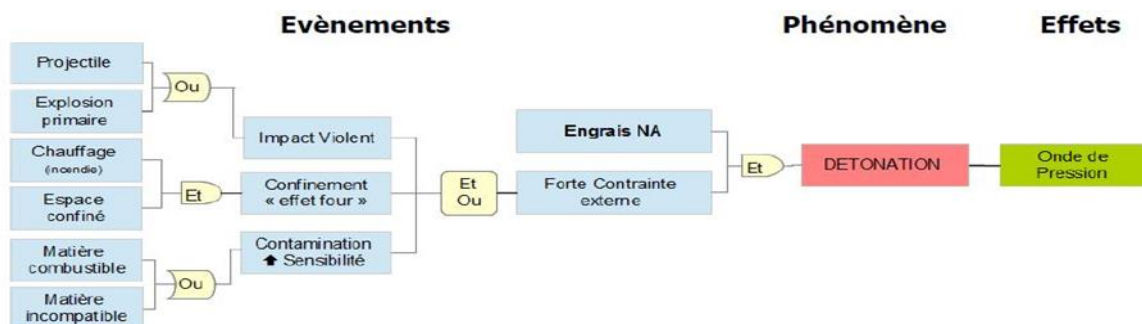 Evènements
Phénomène
Effets
Projectile
Ou
Explosion
primaire
Impact Violent
Engrais NA
Chauffage
(incendie)
Et
Confinement
« effet four »
Et
Ou
Forte Contrainte
externe
Et
DETONATION
Onde de
Pression
Espace
confiné
Matière
combustible
Ou
Contamination
⬆ Sensibilité
Matière
incompatible